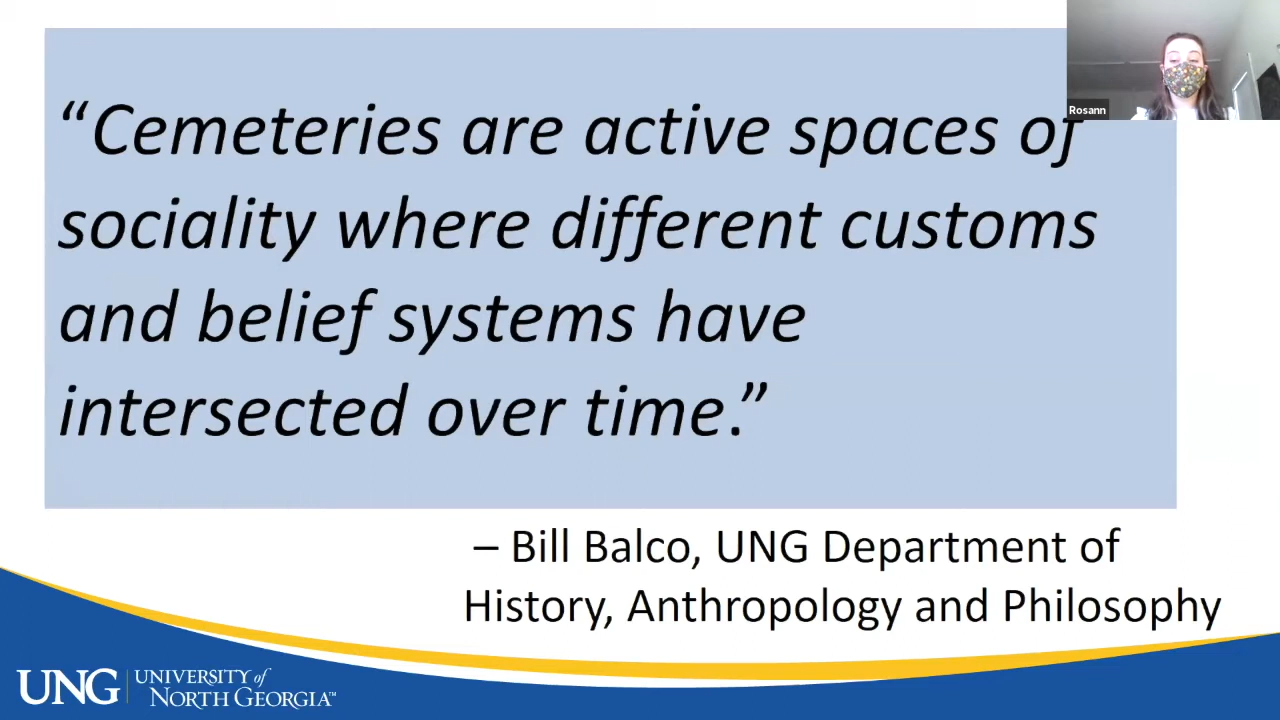 “Cemeteries are active spaces of
sociality where different customs
and belief systems have
intersected over time.”
– Bill Balco, UNG Department of
History, Anthropology and Philosophy
Rosann
UNG
UNIVERSITY of
NORTH GEORGIA™